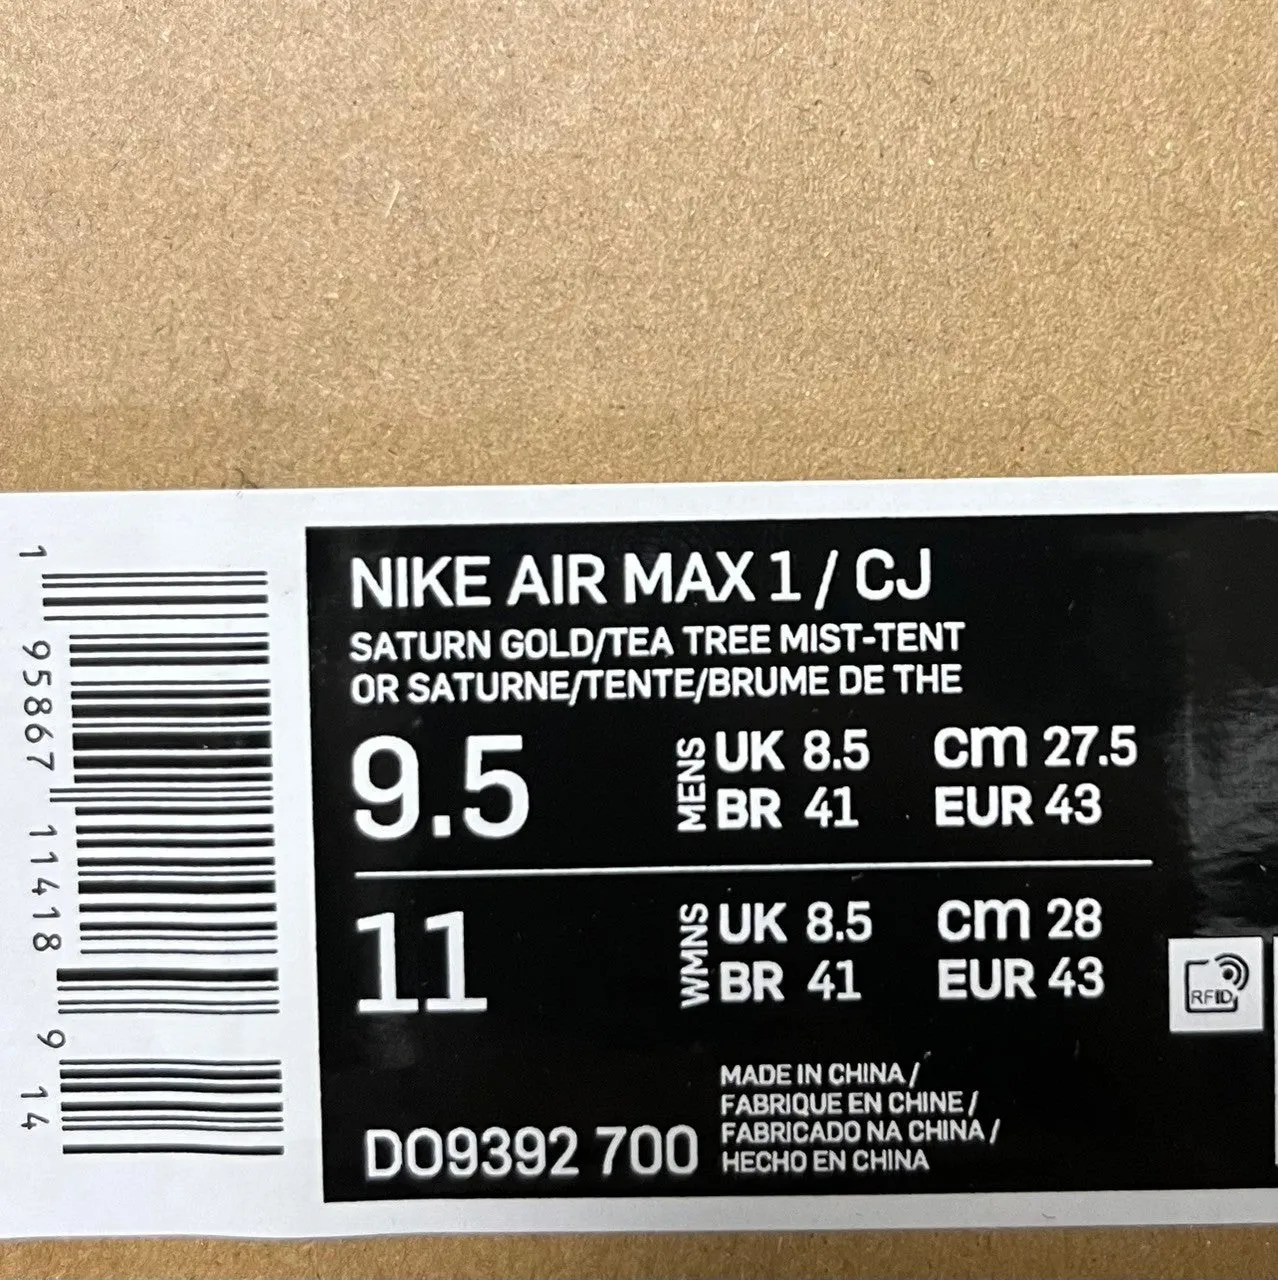 1 95867 11418 9 14
NIKE AIR MAX 1 / CJ
SATURN GOLD/TEA TREE MIST-TENT
OR SATURNE/TENTE/BRUME DE THE
9.5 MENS UK 8.5 cm 27.5
BR 41 EUR 43
11 WMNS UK 8.5 cm 28
BR 41 EUR 43
RFID
MADE IN CHINA /
FABRIQUE EN CHINE /
FABRICADO NA CHINA /
HECHO EN CHINA
DO9392 700